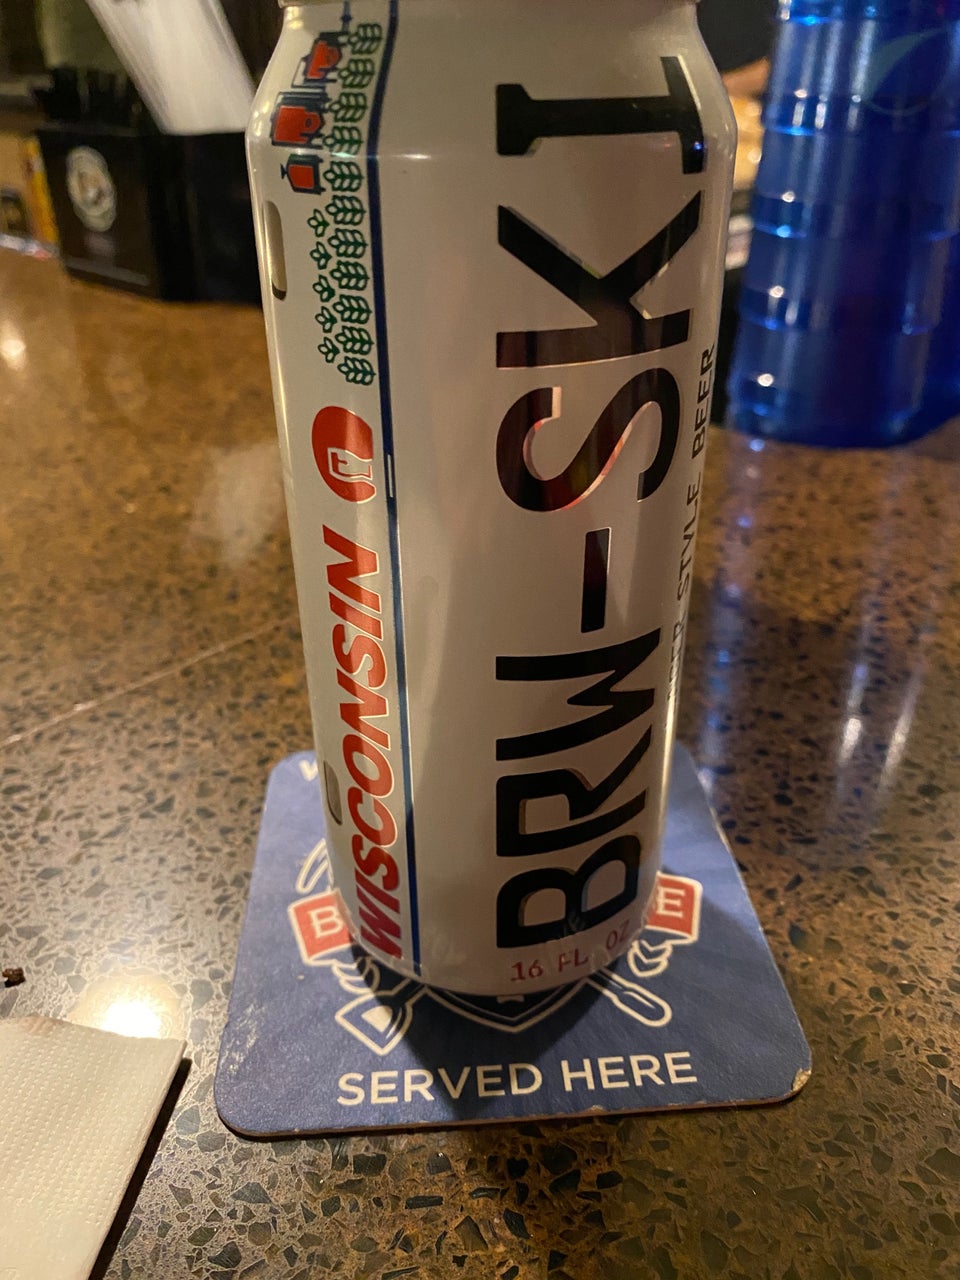 WISCONSIN
BRW-SKI
STYLE BEER
16 FL OZ
SERVED HERE